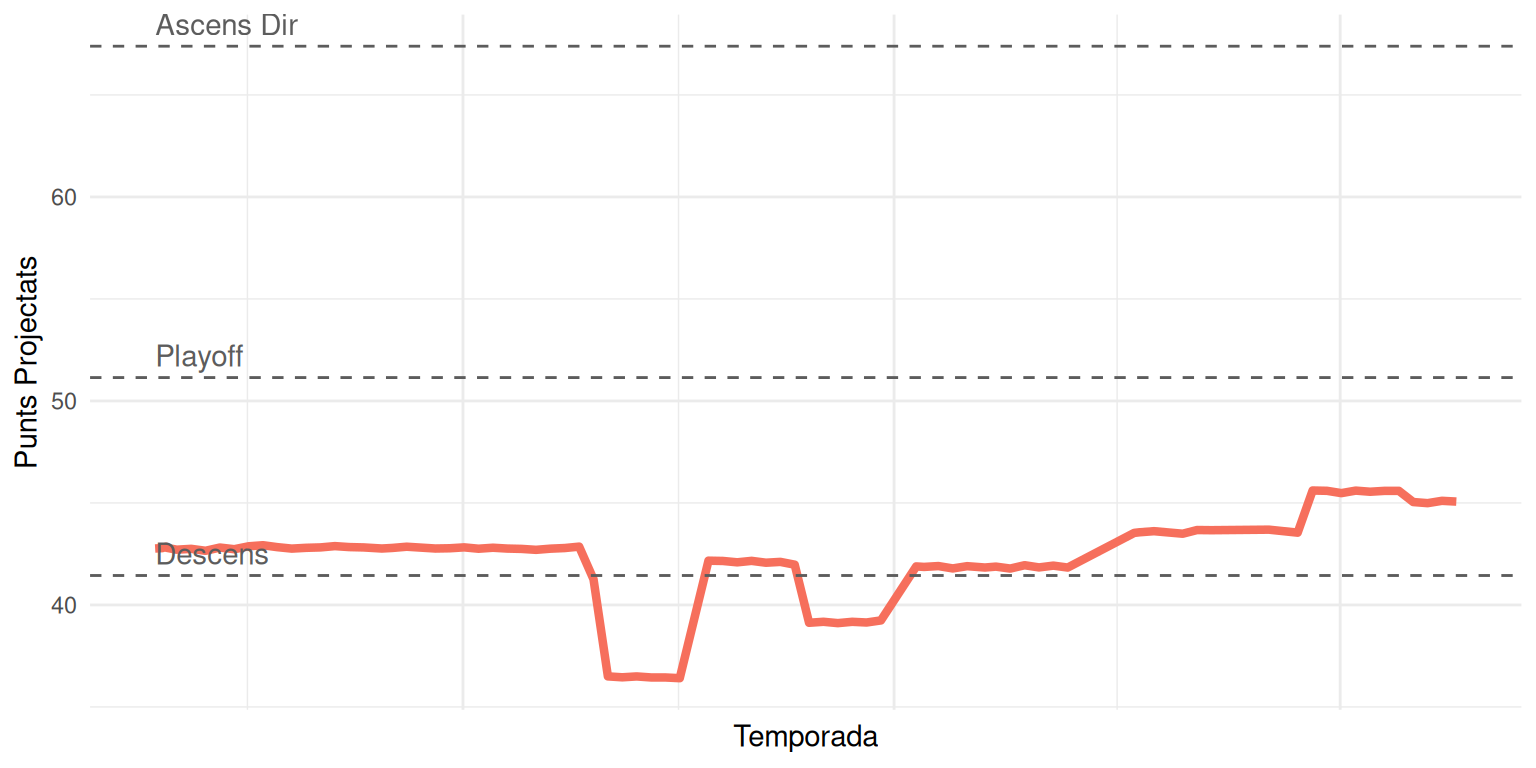 Ascens Dir
60
Playoff
50
Descens
40
Punts Projectats
Temporada